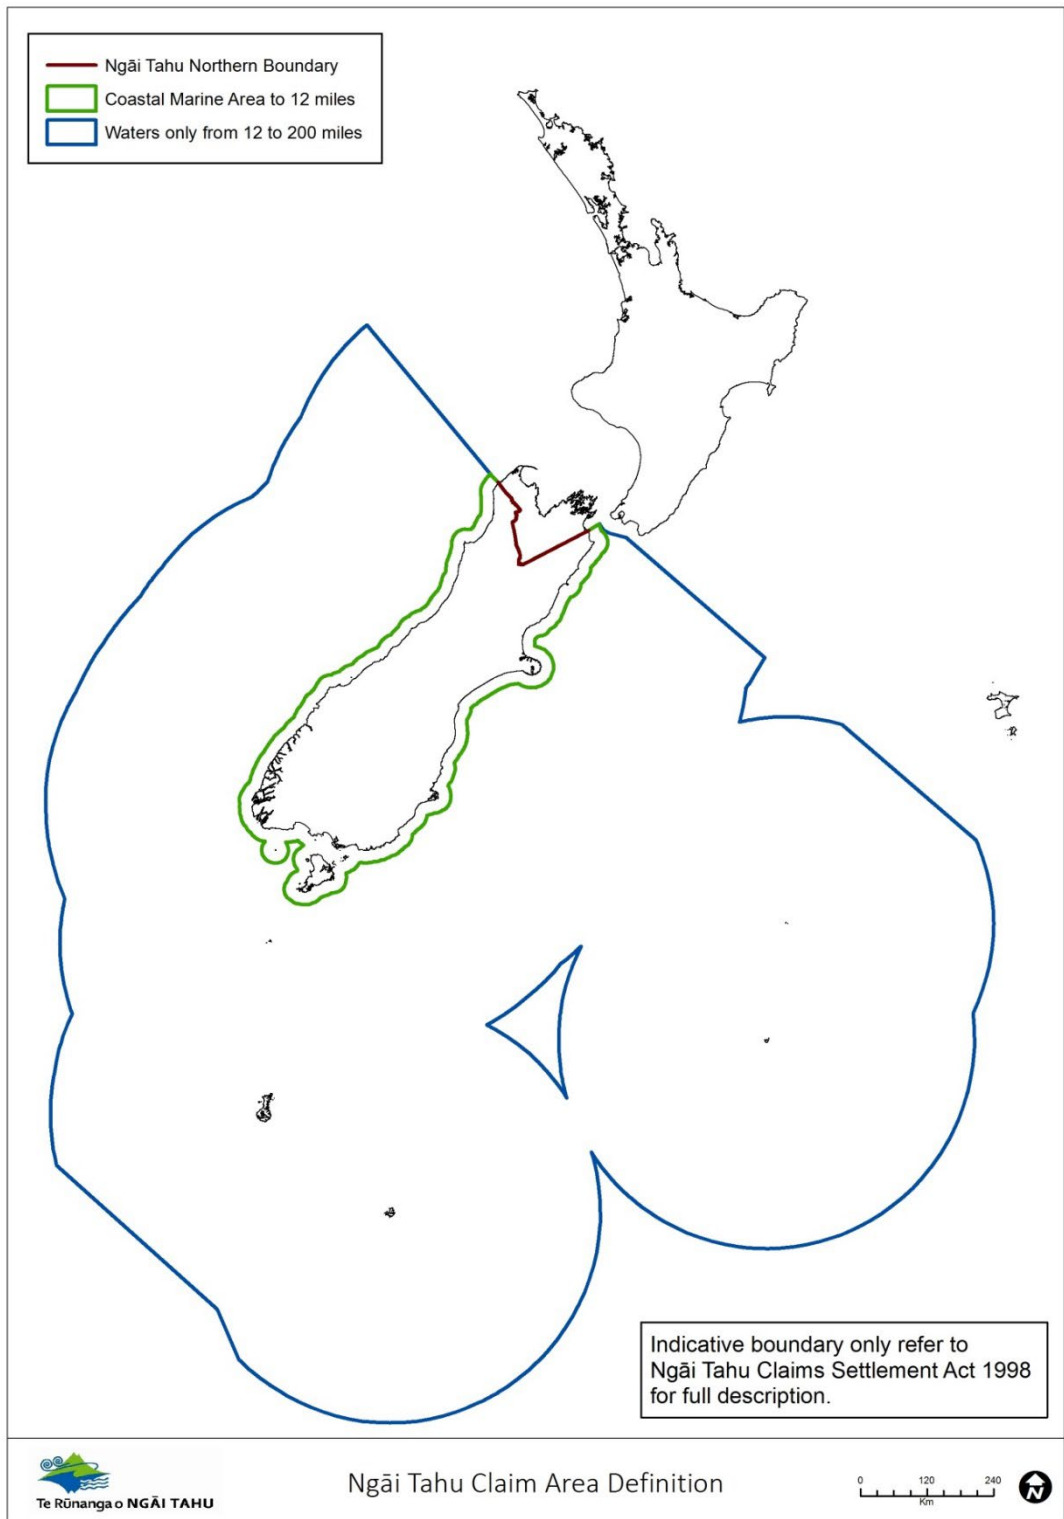 Ngāi Tahu Northern Boundary
Coastal Marine Area to 12 miles
Waters only from 12 to 200 miles
Indicative boundary only refer to
Ngāi Tahu Claims Settlement Act 1998
for full description.
Te Rūnanga o NGĀI TAHU
Ngāi Tahu Claim Area Definition
0 120 240
Km
N